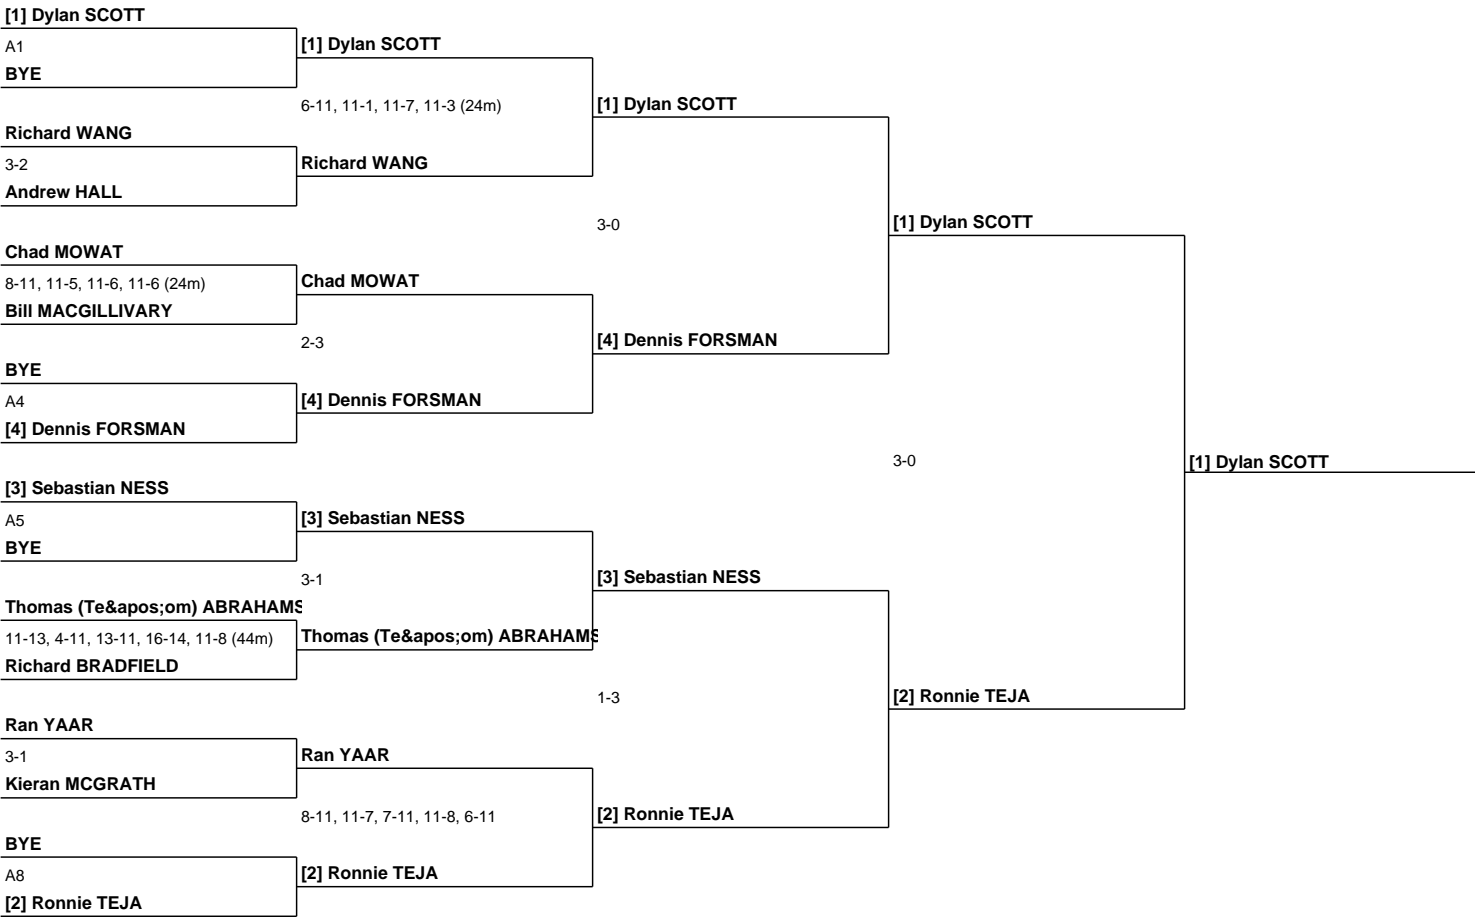 [1] Dylan SCOTT
A1
BYE
Richard WANG
3-2
Andrew HALL
Chad MOWAT
8-11, 11-5, 11-6, 11-6 (24m)
Bill MACGILLIVARY
BYE
A4
[4] Dennis FORSMAN
[3] Sebastian NESS
A5
BYE
Thomas (Te&apos;om) ABRAHAMS
11-13, 4-11, 13-11, 16-14, 11-8 (44m)
Richard BRADFIELD
Ran YAAR
3-1
Kieran MCGRATH
BYE
A8
[2] Ronnie TEJA
[1] Dylan SCOTT
6-11, 11-1, 11-7, 11-3 (24m)
Richard WANG
Chad MOWAT
2-3
[4] Dennis FORSMAN
[3] Sebastian NESS
3-1
Thomas (Te&apos;om) ABRAHAMS
Ran YAAR
8-11, 11-7, 7-11, 11-8, 6-11
[2] Ronnie TEJA
[1] Dylan SCOTT
3-0
[4] Dennis FORSMAN
[3] Sebastian NESS
1-3
[2] Ronnie TEJA
[1] Dylan SCOTT
3-0
[2] Ronnie TEJA
[1] Dylan SCOTT